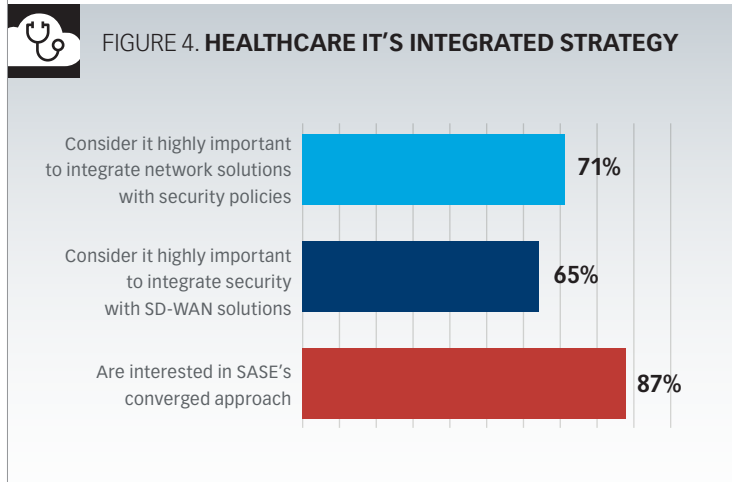 FIGURE 4. HEALTHCARE IT'S INTEGRATED STRATEGY
Consider it highly important
to integrate network solutions
with security policies
71%
Consider it highly important
to integrate security
with SD-WAN solutions
65%
Are interested in SASE's
converged approach
87%